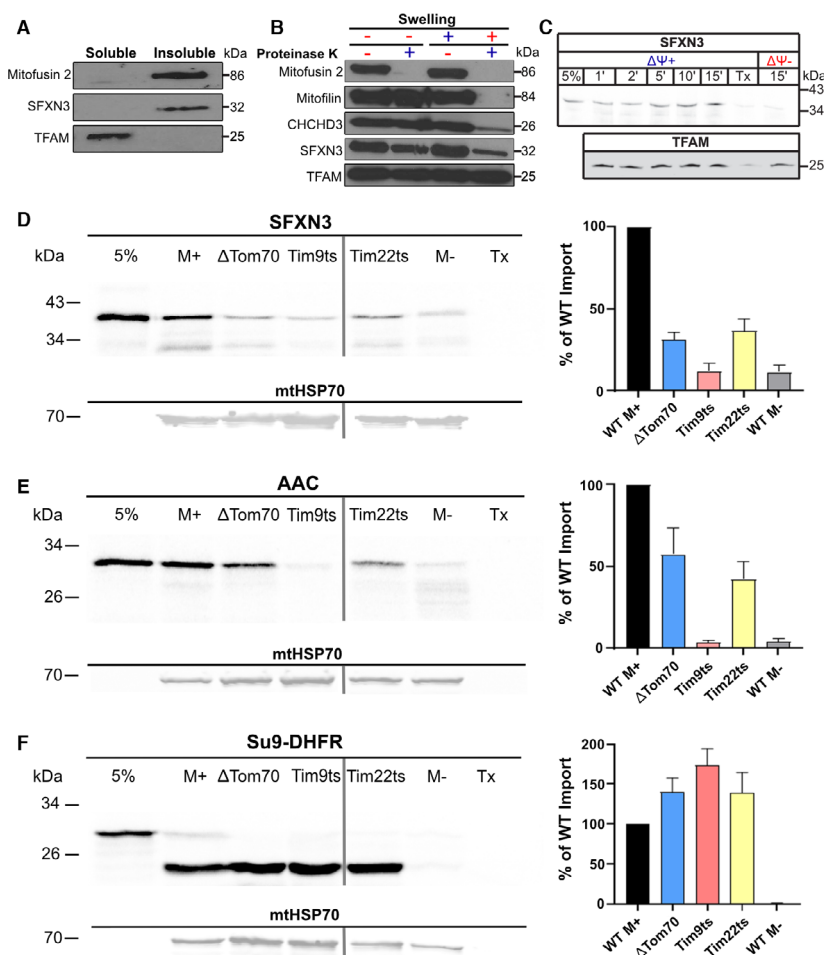 A
Soluble Insoluble kDa
Mitofusin 2 86
SFXN3 32
TFAM 25
B
Swelling
- - + +
Proteinase K - + - + kDa
Mitofusin 2 86
Mitofilin 84
CHCHD3 26
SFXN3 32
TFAM 25
C
SFXN3
ΔΨ+ ΔΨ-
5% 1' 2' 5' 10' 15' Tx 15' kDa
43
34
TFAM
25
D
SFXN3
kDa 5% M+ ΔTom70 Tim9ts Tim22ts M- Tx
43
34
mtHSP70
70
% of WT Import
100
50
0
WT M+ ΔTom70 Tim9ts Tim22ts WT M-
E
AAC
kDa 5% M+ ΔTom70 Tim9ts Tim22ts M- Tx
34
26
mtHSP70
70
% of WT Import
100
50
0
WT M+ ΔTom70 Tim9ts Tim22ts WT M-
F
Su9-DHFR
kDa 5% M+ ΔTom70 Tim9ts Tim22ts M- Tx
34
26
mtHSP70
70
% of WT Import
200
150
100
50
0
WT M+ ΔTom70 Tim9ts Tim22ts WT M-